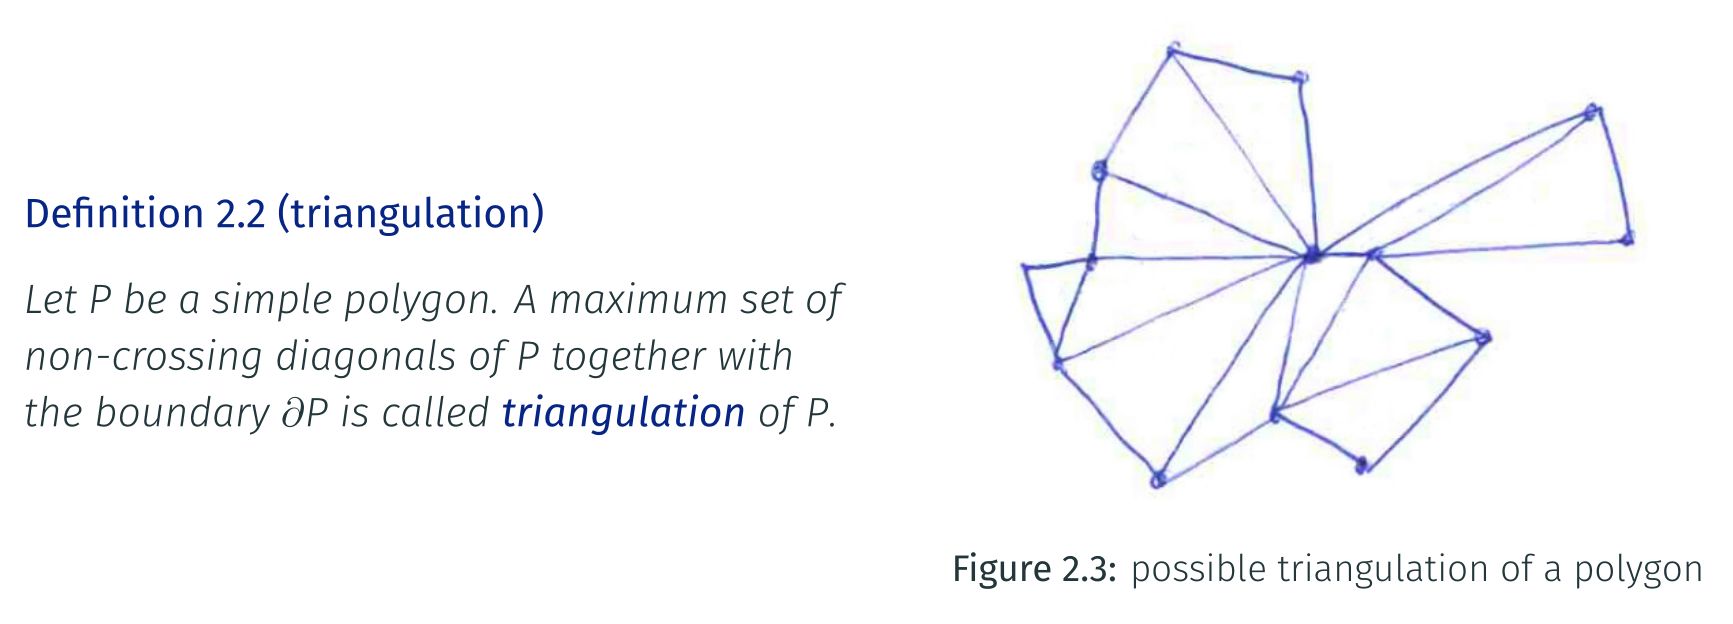 Definition 2.2 (triangulation)
Let P be a simple polygon. A maximum set of
non-crossing diagonals of P together with
the boundary ∂P is called triangulation of P.
Figure 2.3: possible triangulation of a polygon